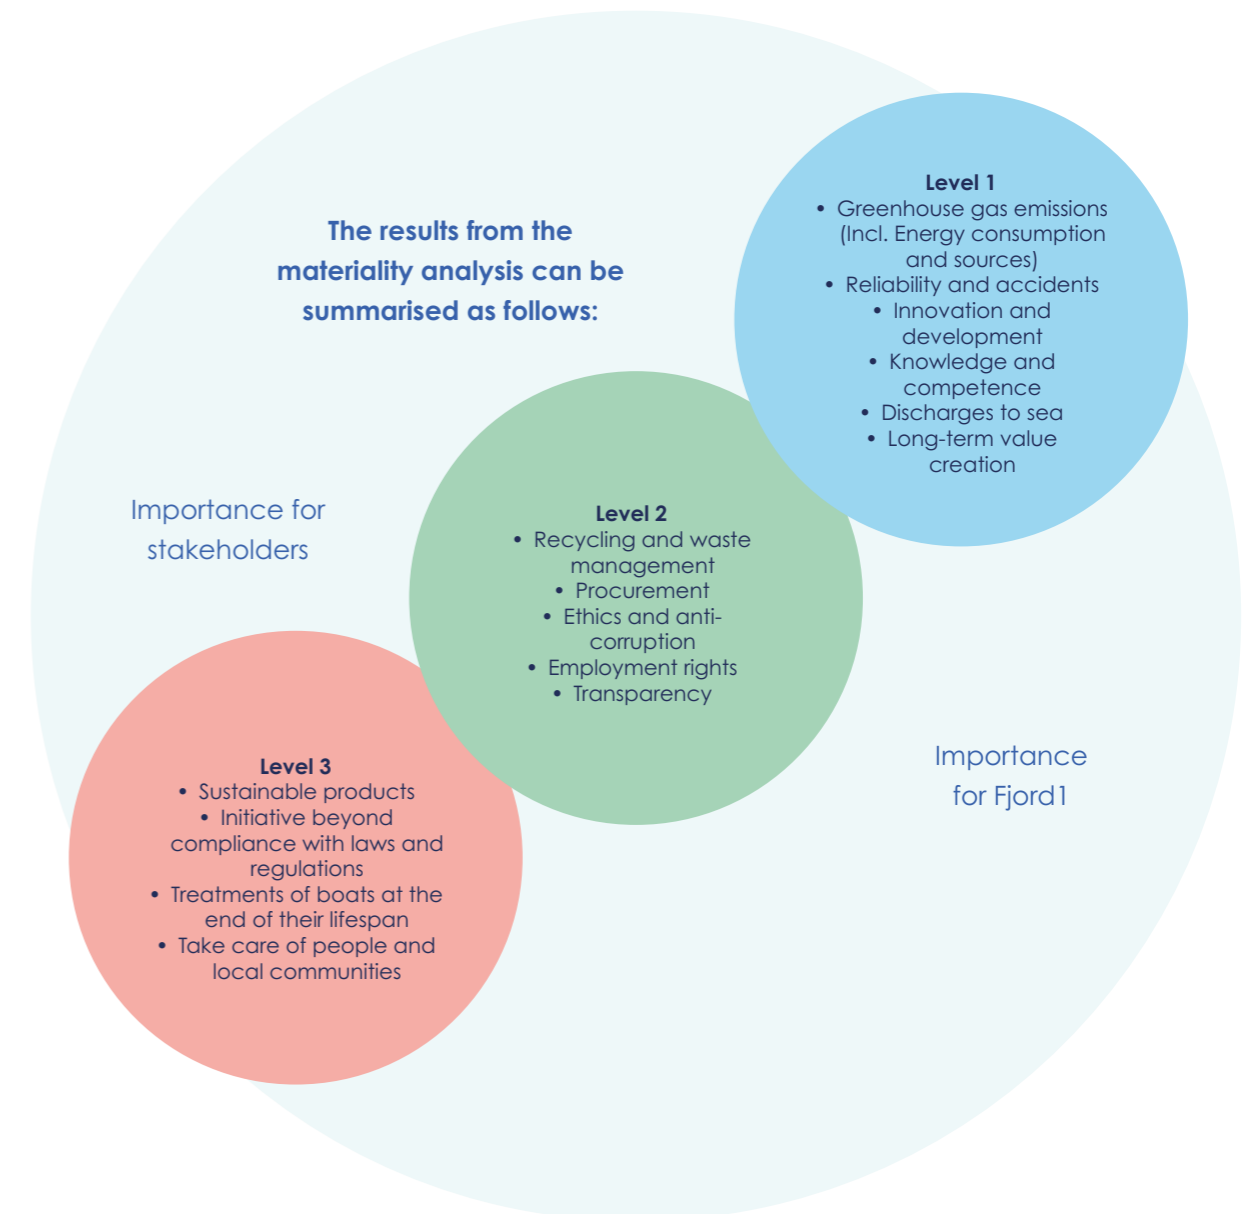 The results from the
materiality analysis can be
summarised as follows:
Level 1
• Greenhouse gas emissions
(Incl. Energy consumption
and sources)
• Reliability and accidents
• Innovation and
development
• Knowledge and
competence
• Discharges to sea
• Long-term value
creation
Importance for
stakeholders
Level 2
• Recycling and waste
management
• Procurement
• Ethics and anti-
corruption
• Employment rights
• Transparency
Importance
for Fjord1
Level 3
• Sustainable products
• Initiative beyond
compliance with laws and
regulations
• Treatments of boats at the
end of their lifespan
• Take care of people and
local communities